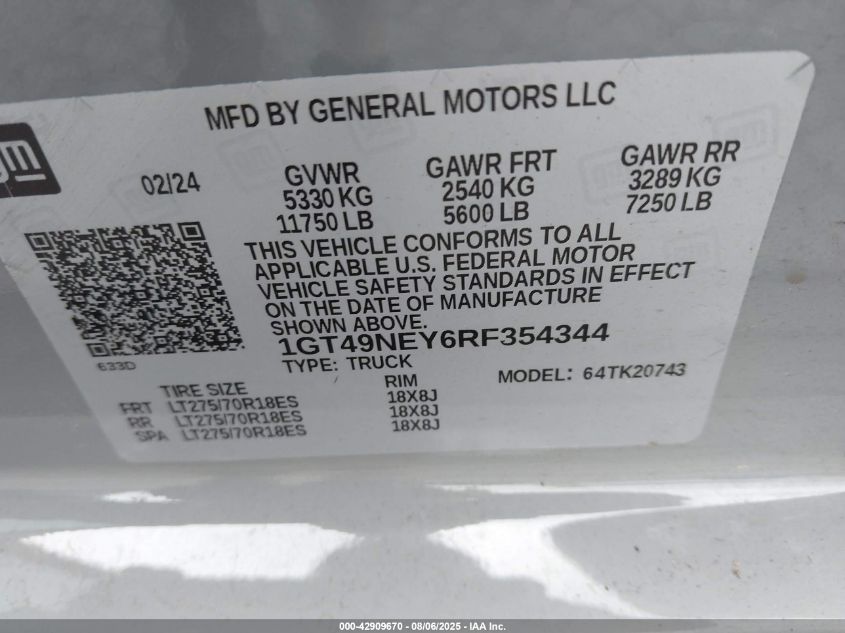 MFD BY GENERAL MOTORS LLC
gm
02/24
GVWR
5330 KG
11750 LB
GAWR FRT
2540 KG
5600 LB
GAWR RR
3289 KG
7250 LB
THIS VEHICLE CONFORMS TO ALL
APPLICABLE U.S. FEDERAL MOTOR
VEHICLE SAFETY STANDARDS IN EFFECT
ON THE DATE OF MANUFACTURE
SHOWN ABOVE.
1GT49NEY6RF354344
TYPE: TRUCK
MODEL: 64TK20743
633D
TIRE SIZE RIM
FRT LT275/70R18ES 18X8J
RR LT275/70R18ES 18X8J
SPA LT275/70R18ES 18X8J
000-42909670 - 08/06/2025 - IAA Inc.